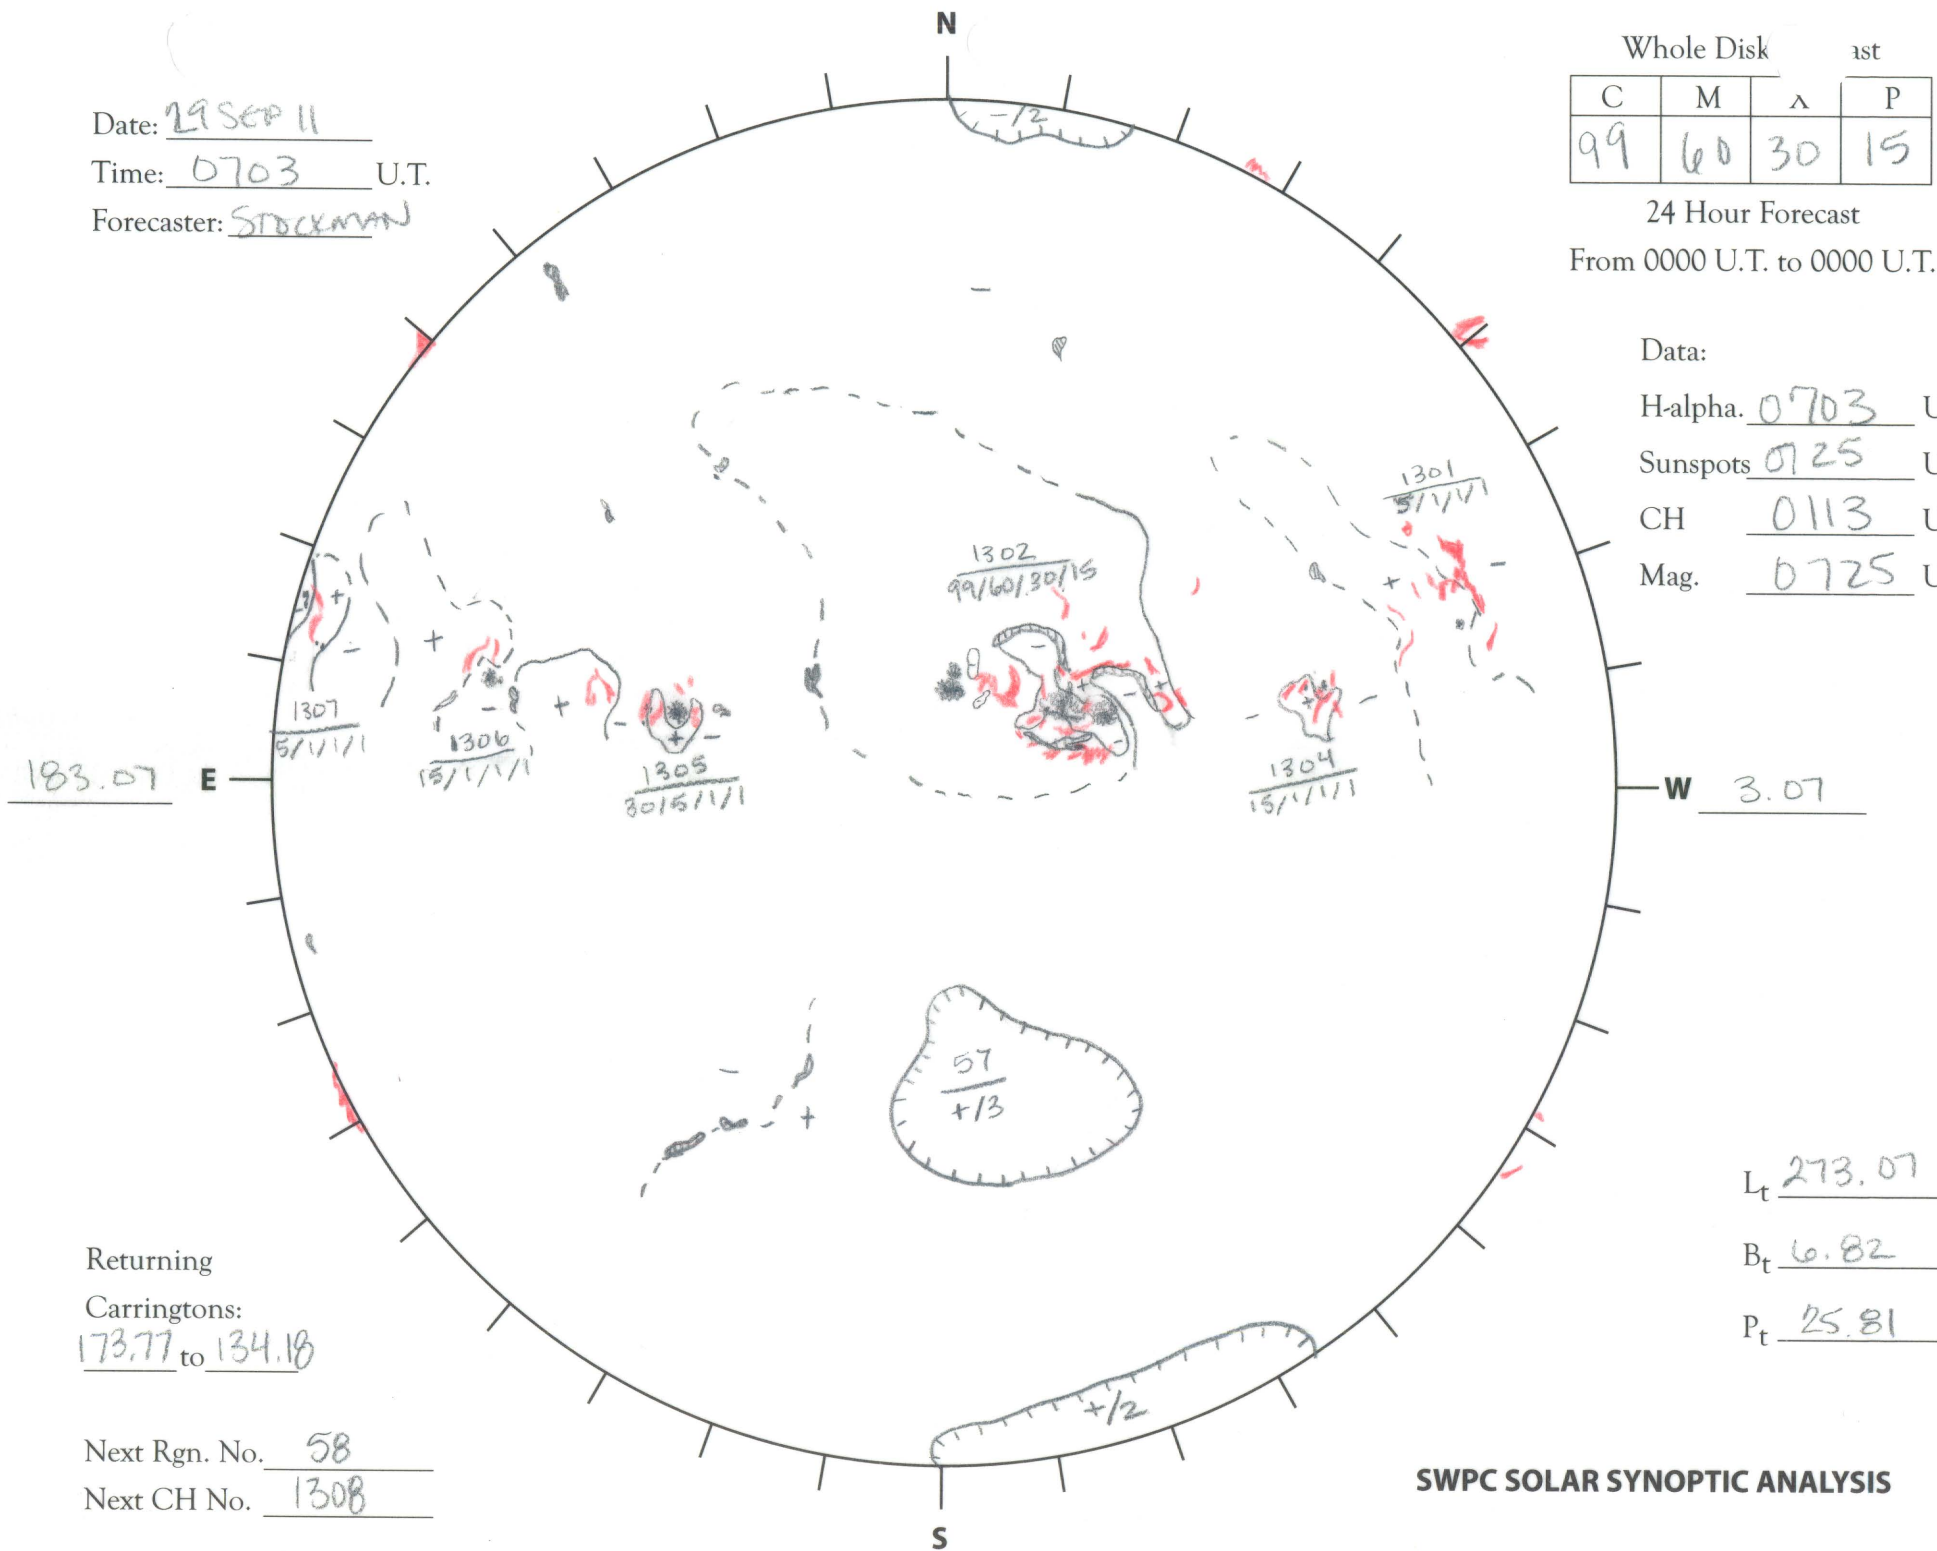 N
Whole Disk ast
C M X P
99 60 30 15
24 Hour Forecast
From 0000 U.T. to 0000 U.T.
Date: 29 SEP 11
Time: 0703 U.T.
Forecaster: STOCKMAN
Data:
H-alpha. 0703 U
Sunspots 0725 U
CH 0113 U
Mag. 0725 U
-/2
-
1301
5/1/1/1
1302
99/60/30/15
1307
5/1/1/1
1306
15/1/1/1
1305
30/5/1/1
1304
15/1/1/1
183.07 E
W 3.07
57
+/3
+/2
Lt 273.07
Bt 6.82
Pt 25.81
Returning
Carringtons:
173.77 to 134.18
Next Rgn. No. 58
Next CH No. 1308
SWPC SOLAR SYNOPTIC ANALYSIS
S